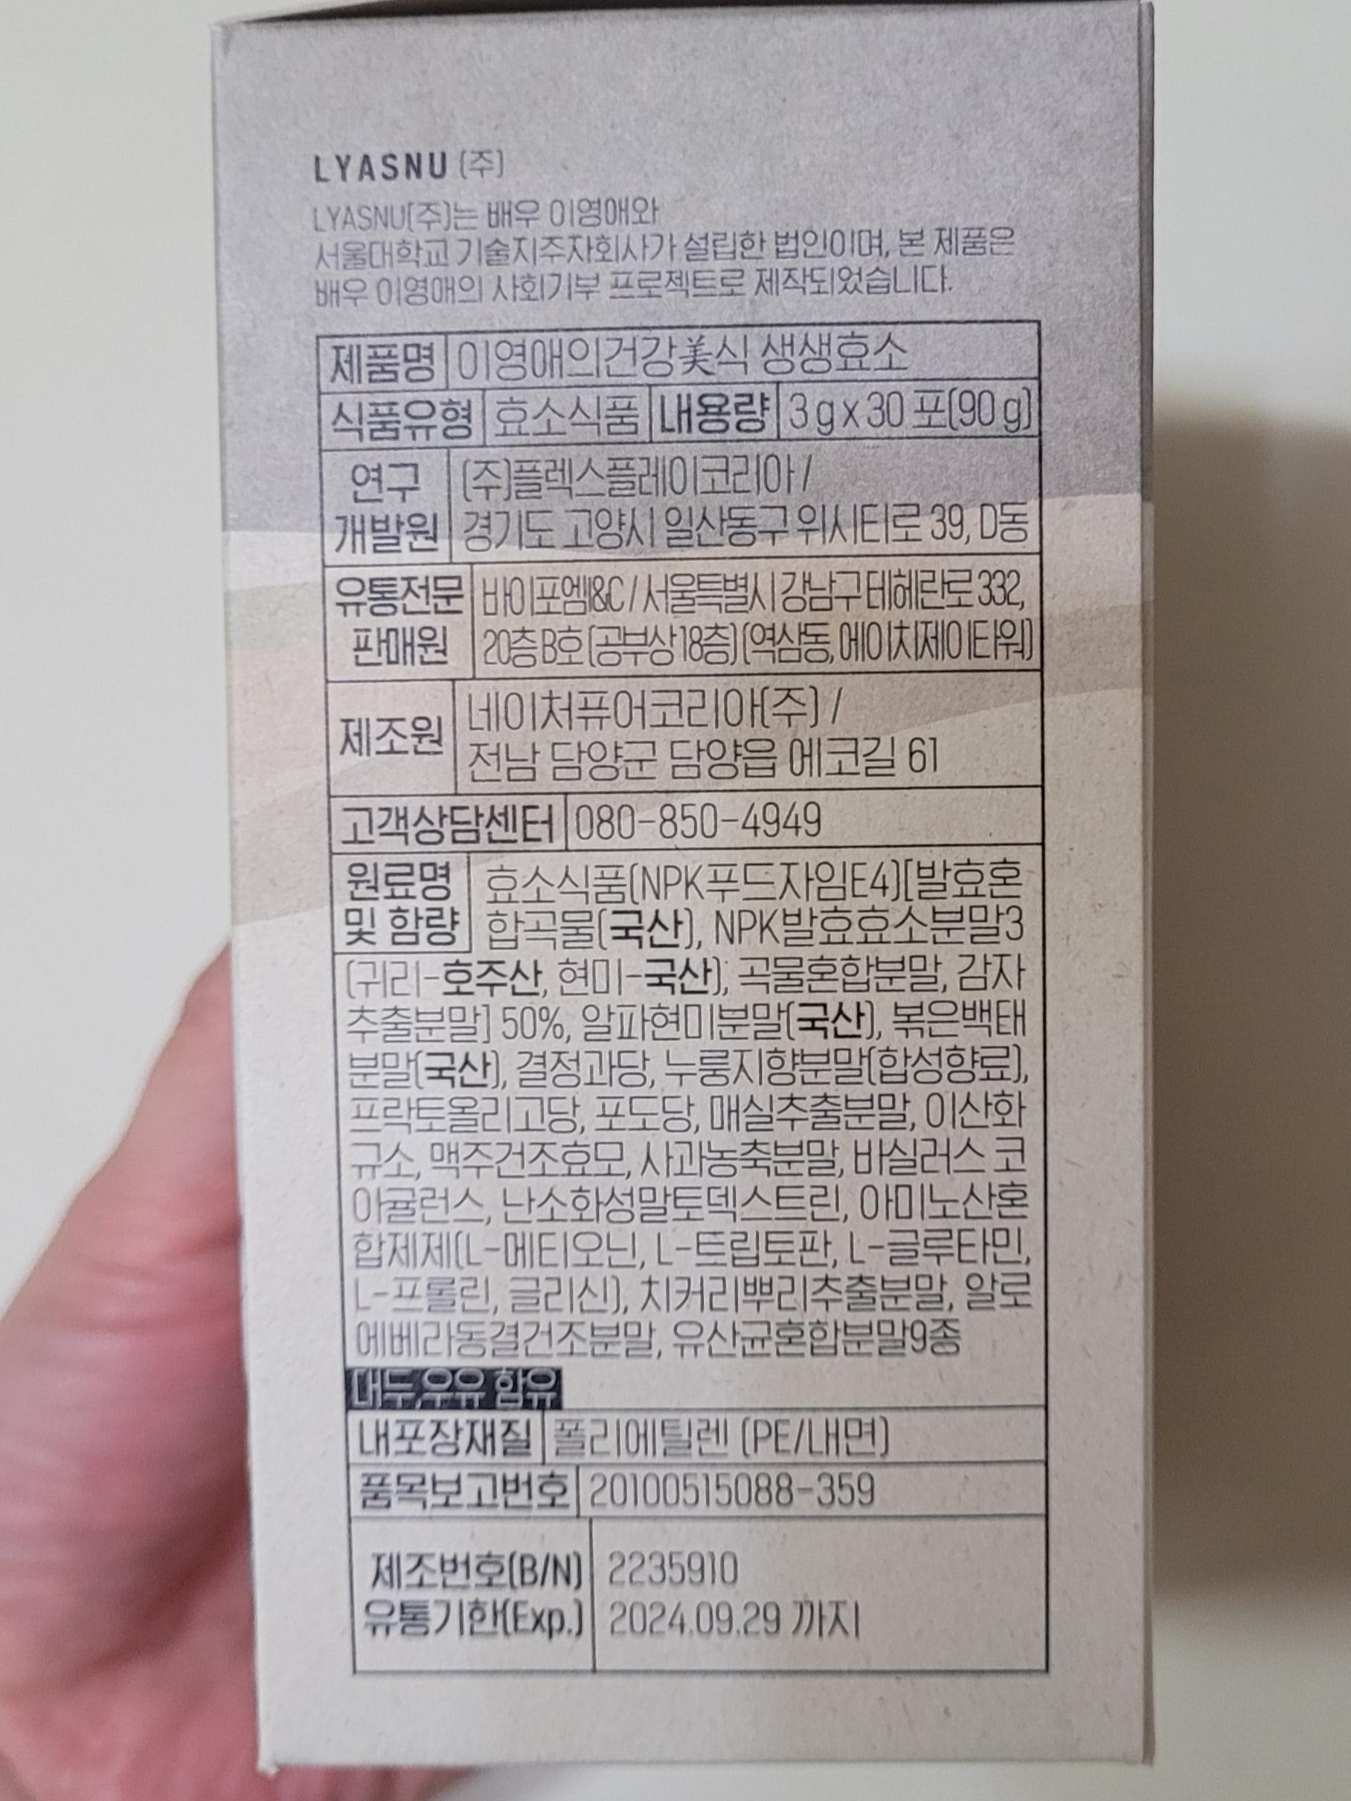 LYASNU (주)
LYASNU(주)는 배우 이영애와
서울대학교 기술지주자회사가 설립한 법인이며, 본 제품은
배우 이영애의 사회기부 프로젝트로 제작되었습니다.
제품명 이영애의건강美식 생생효소
식품유형 효소식품 내용량 3g x 30 포(90g)
연구 (주)플렉스플레이코리아 /
개발원 경기도 고양시 일산동구 위시티로 39, D동
유통전문 바이포엠I&C / 서울특별시 강남구 테헤란로 332,
판매원 20층 B호 (공부상 18층) (역삼동, 에이치제이타워)
제조원 네이처퓨어코리아(주) /
전남 담양군 담양읍 에코길 61
고객상담센터 080-850-4949
원료명 효소식품(NPK푸드자임E4)[발효혼
및 함량 합곡물(국산), NPK발효효소분말3
(귀리-호주산, 현미-국산), 곡물혼합분말, 감자
추출분말] 50%, 알파현미분말(국산), 볶은백태
분말(국산), 결정과당, 누룽지향분말(합성향료),
프락토올리고당, 포도당, 매실추출분말, 이산화
규소, 맥주건조효모, 사과농축분말, 바실러스 코
아귤런스, 난소화성말토덱스트린, 아미노산혼
합제제(L-메티오닌, L-트립토판, L-글루타민,
L-프롤린, 글리신), 치커리뿌리추출분말, 알로
에베라동결건조분말, 유산균혼합분말9종
대두,우유 함유
내포장재질 폴리에틸렌 (PE/내면)
품목보고번호 20100515088-359
제조번호(B/N) 2235910
유통기한(Exp.) 2024.09.29 까지